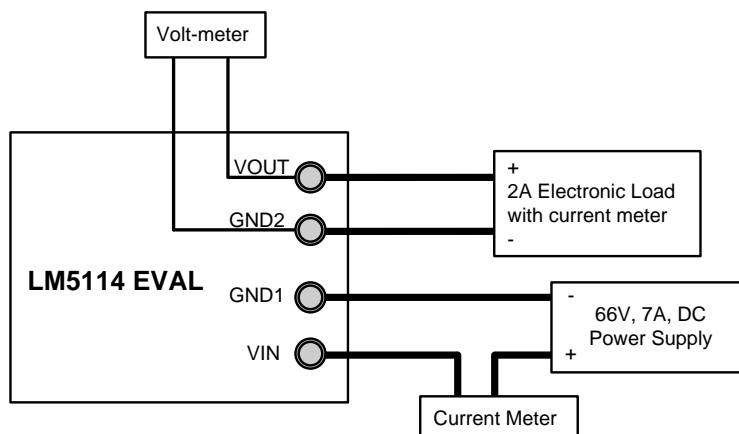 Volt-meter
VOUT
+
2A Electronic Load
with current meter
-
GND2
LM5114 EVAL
GND1
-
66V, 7A, DC
Power Supply
+
VIN
Current Meter